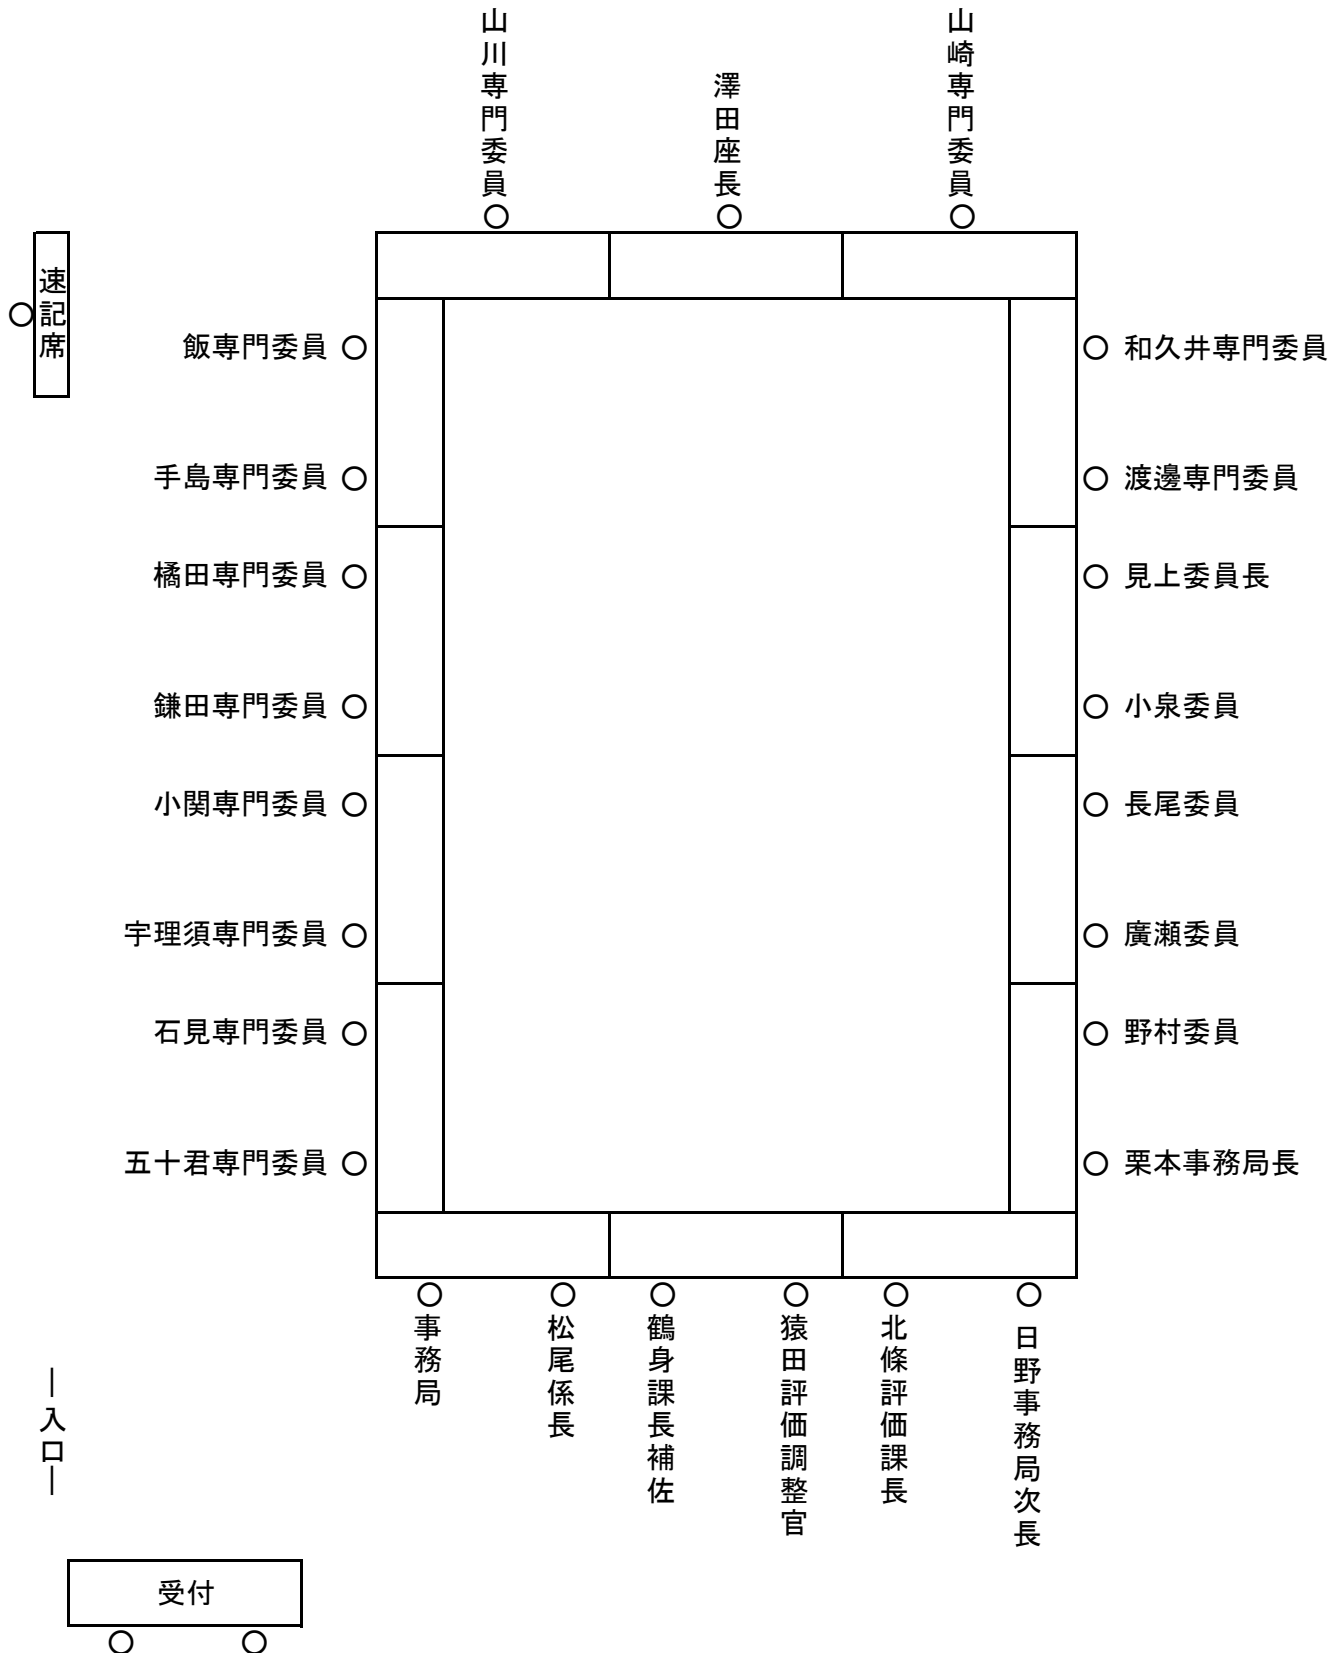 山川専門委員
澤田座長
山崎専門委員
速記席
飯専門委員
和久井専門委員
手島専門委員
渡邊専門委員
橘田専門委員
見上委員長
鎌田専門委員
小泉委員
小関専門委員
長尾委員
宇理須専門委員
廣瀬委員
石見専門委員
野村委員
五十君専門委員
栗本事務局長
事務局
松尾係長
鶴身課長補佐
猿田評価調整官
北條評価課長
日野事務局次長
―入口―
受付